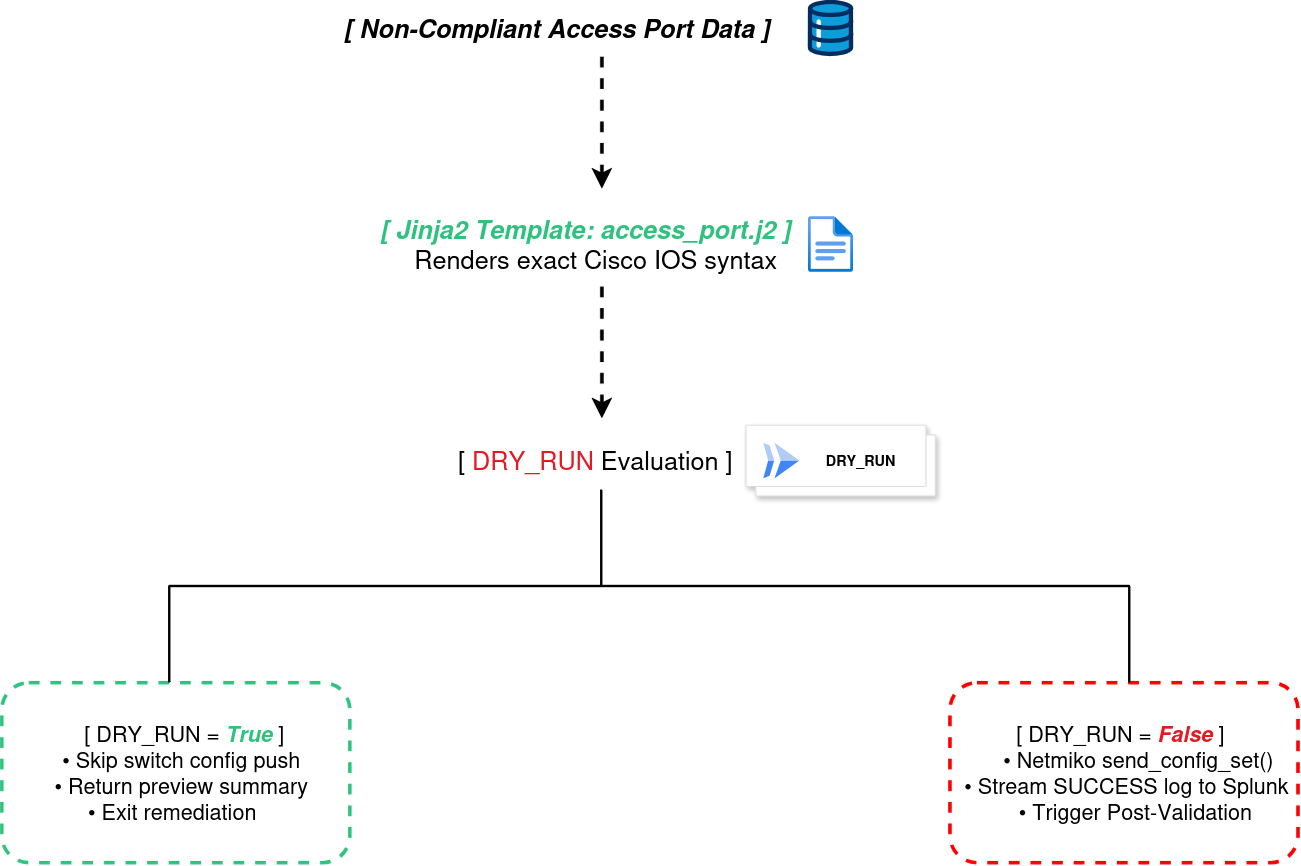 [ Non-Compliant Access Port Data ]
[ Jinja2 Template: access_port.j2 ]
Renders exact Cisco IOS syntax
[ DRY_RUN Evaluation ]
DRY_RUN
[ DRY_RUN = True ]
• Skip switch config push
• Return preview summary
• Exit remediation
[ DRY_RUN = False ]
• Netmiko send_config_set()
• Stream SUCCESS log to Splunk
• Trigger Post-Validation